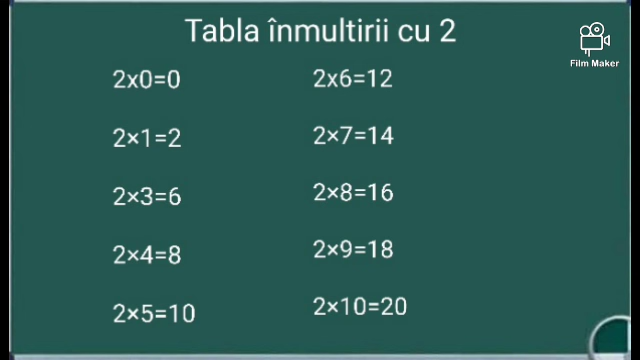 Tabla înmultirii cu 2
Film Maker
2x0=0
2×1=2
2×3=6
2×4=8
2×5=10
2x6=12
2×7=14
2×8=16
2×9=18
2×10=20